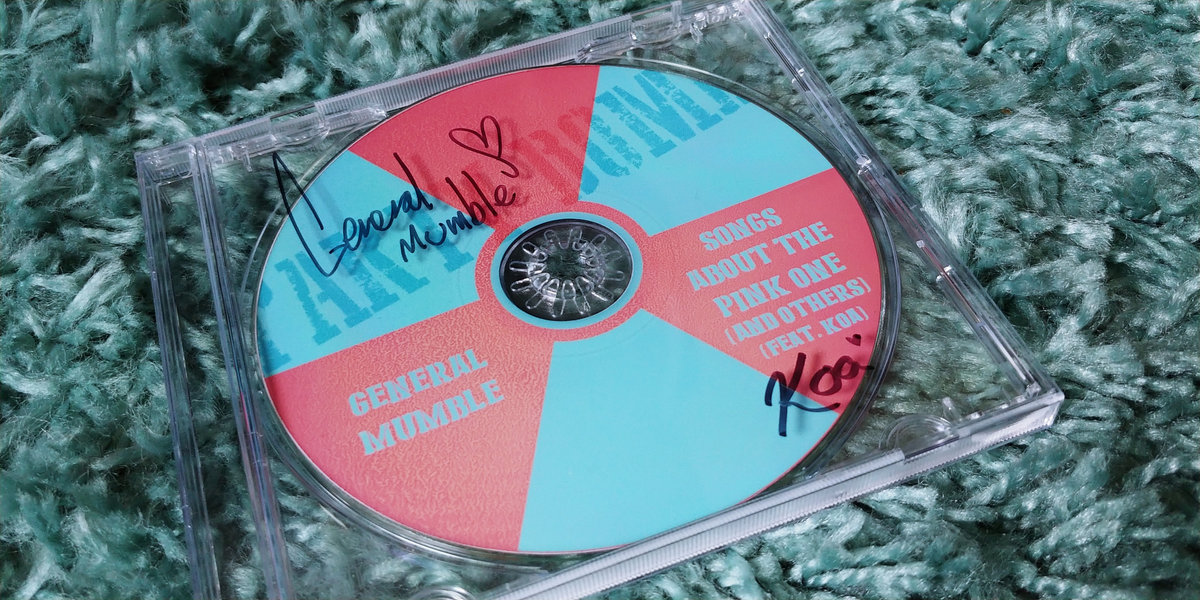 General
Mumble
SONGS
ABOUT THE
PINK ONE
(AND OTHERS)
(FEAT. KOA)
Koa
GENERAL
MUMBLE